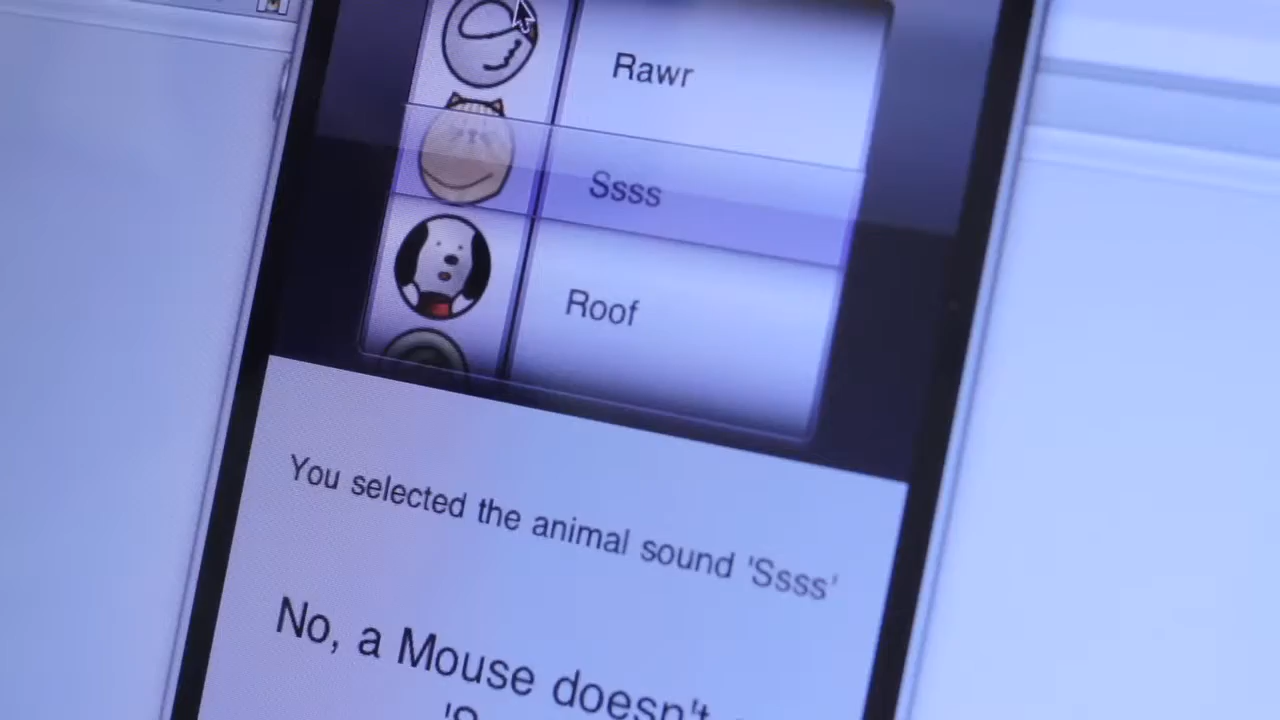 Rawr
Ssss
Roof
You selected the animal sound 'Ssss'
No, a Mouse doesn't